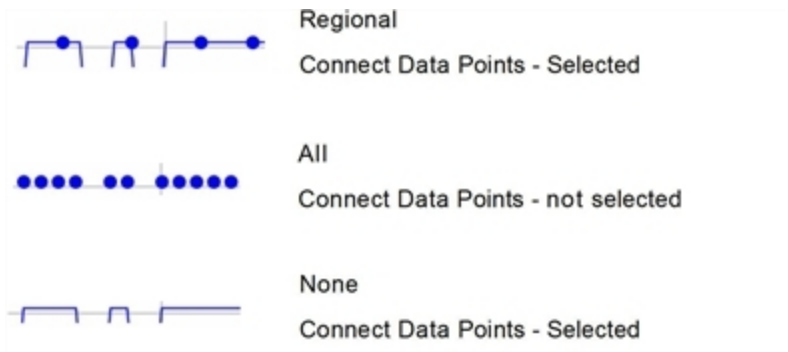 Regional
Connect Data Points - Selected
All
Connect Data Points - not selected
None
Connect Data Points - Selected